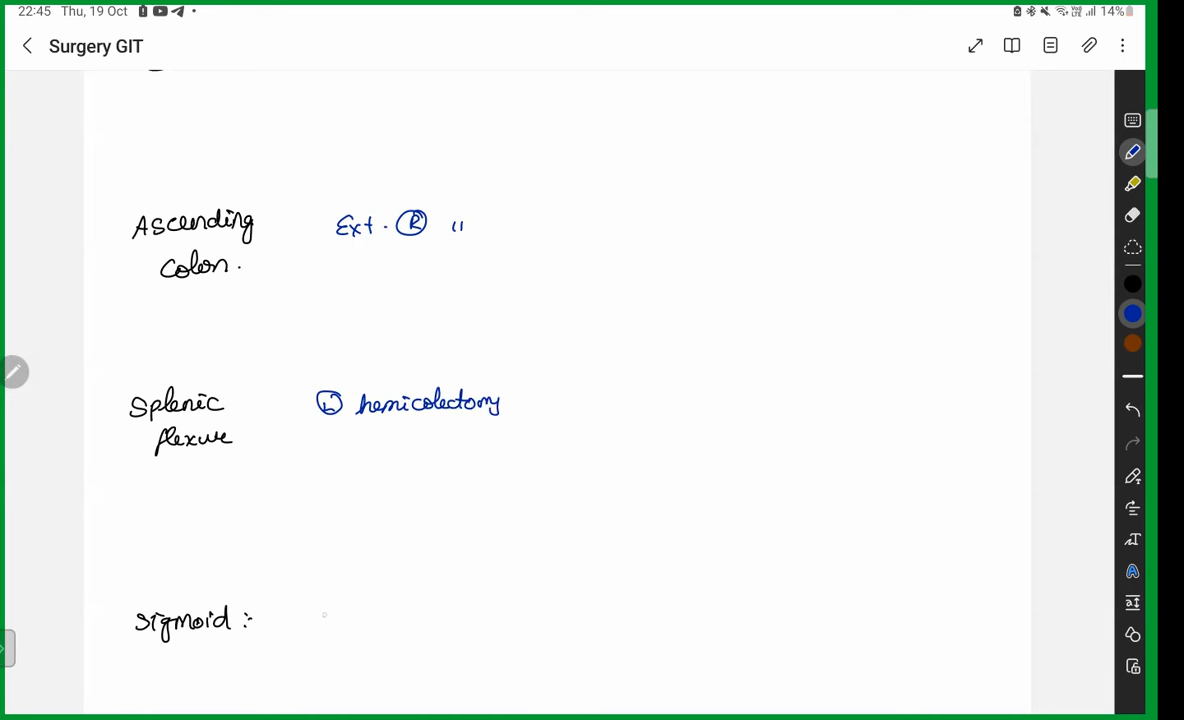 22:45 Thu, 19 Oct
14%
Surgery GIT
Ascending Ext. R "
colon.
Splenic L hemicolectomy
flexure
Sigmoid :-